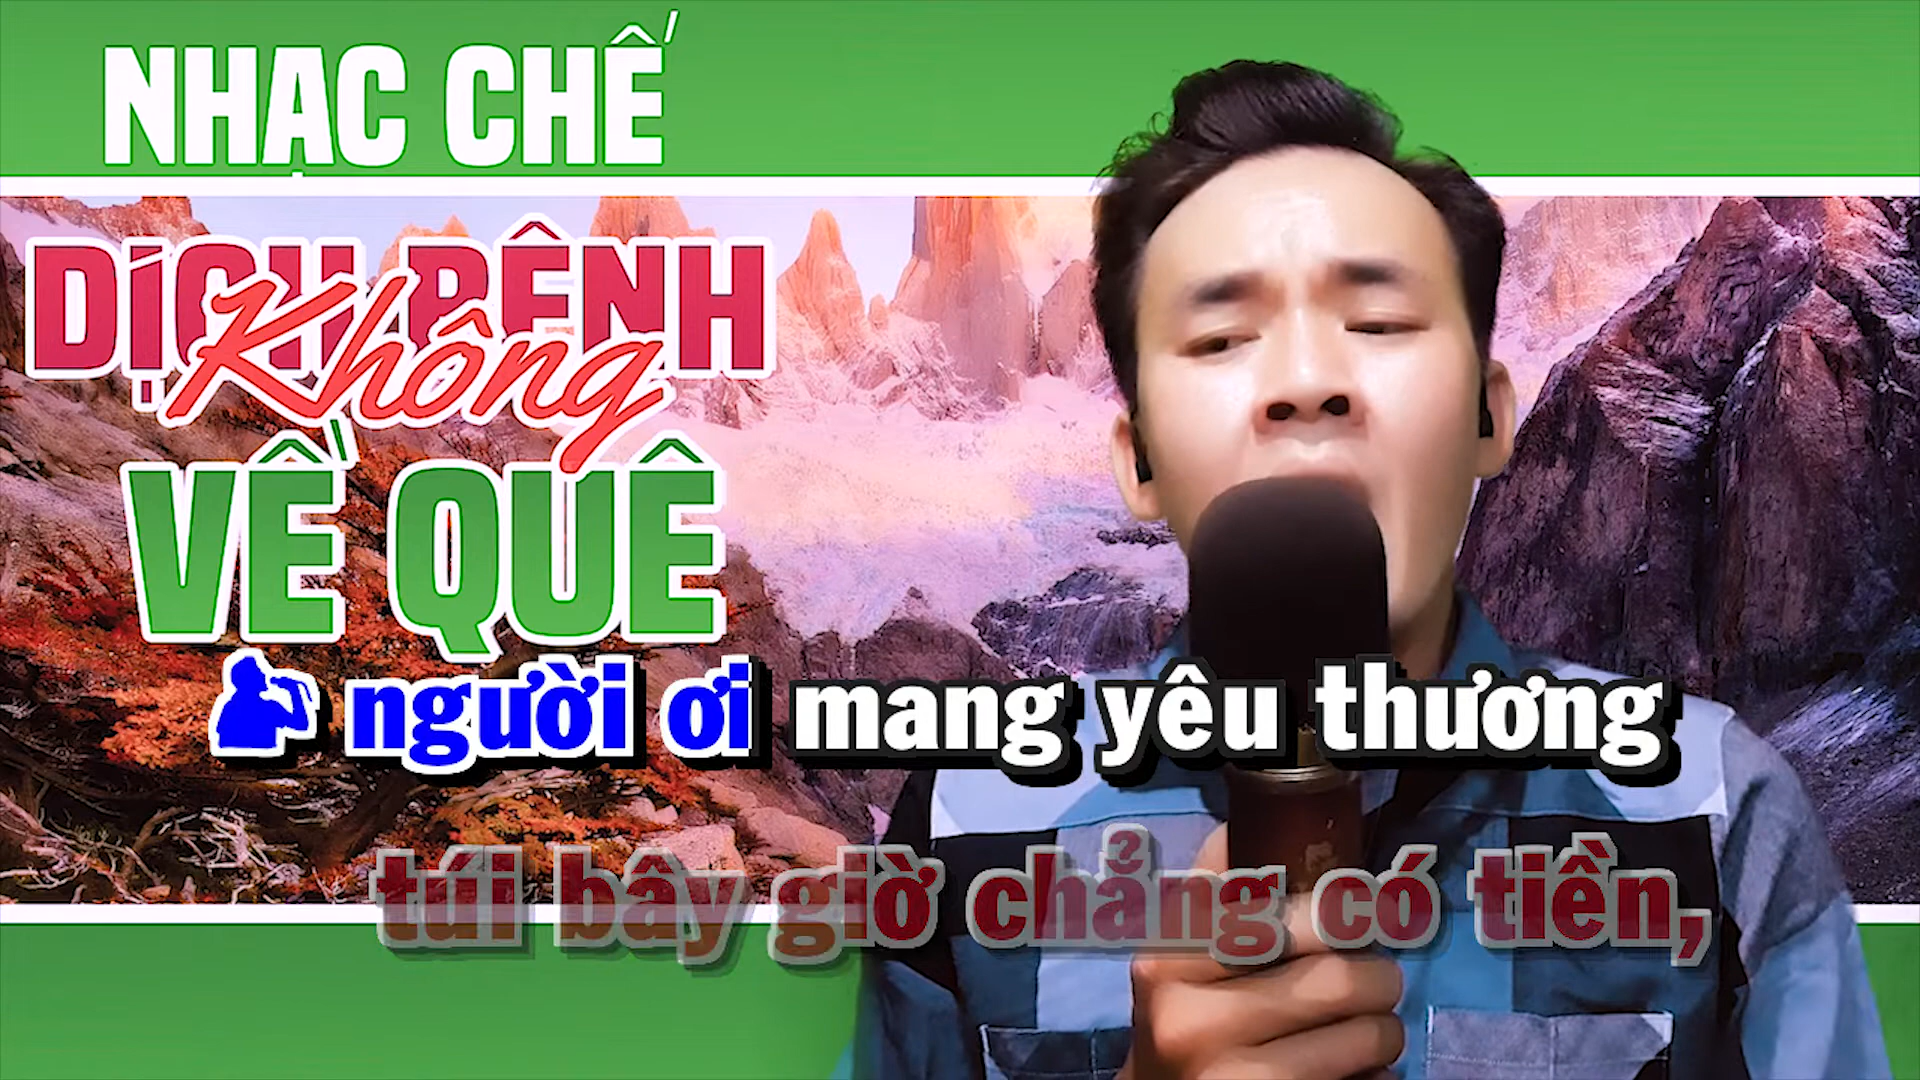 NHẠC CHẾ
DỊCH BỆNH
Không
VỀ QUÊ
người ơi mang yêu thương
túi bây giờ chẳng có tiền,